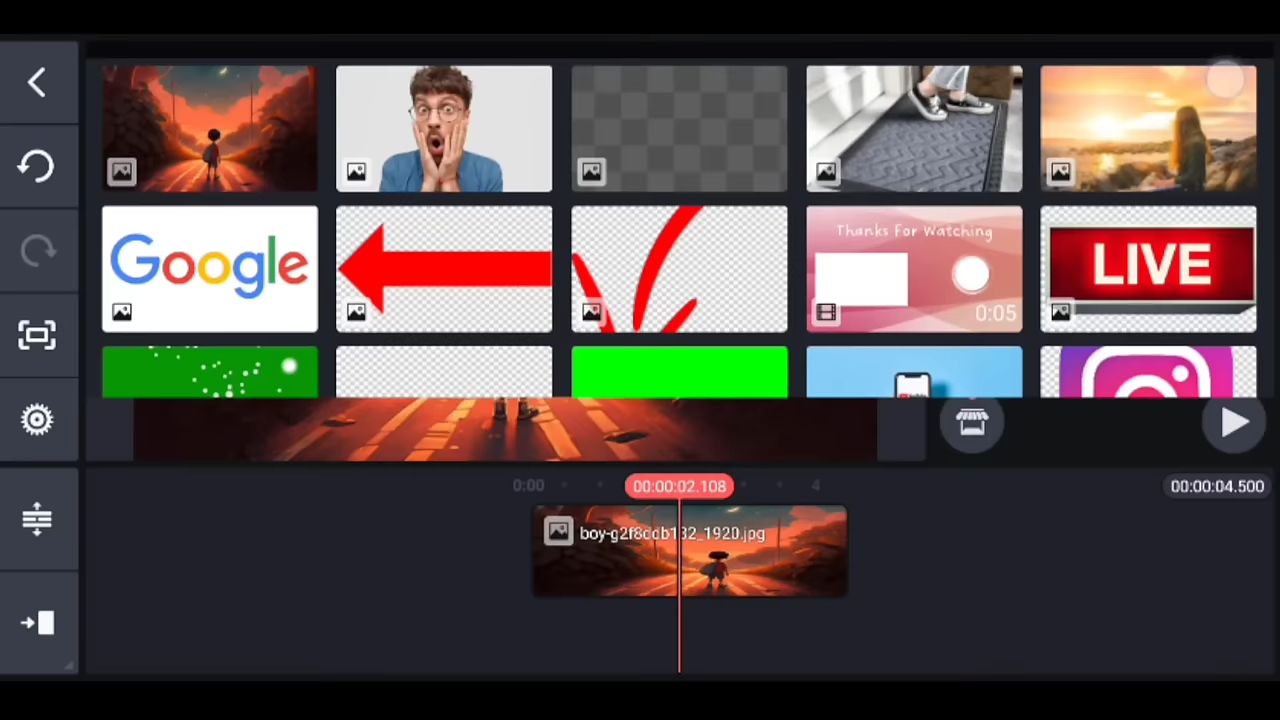 Google
Thanks For Watching
0:05
LIVE
0:00
00:00:02.108
4
00:00:04.500
boy-g2f8ddb132_1920.jpg